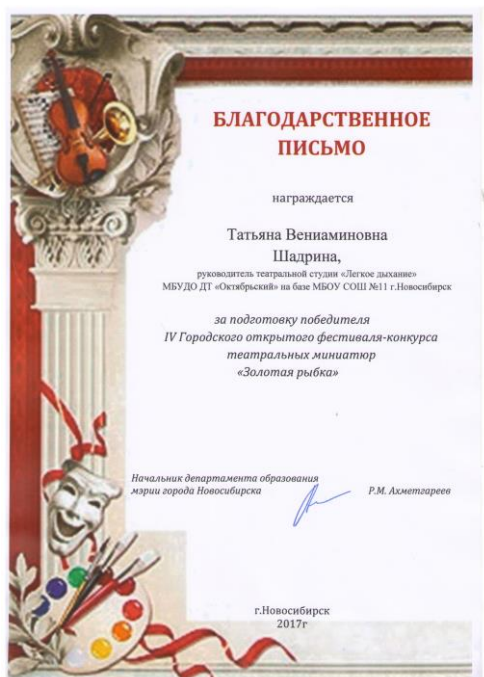 БЛАГОДАРСТВЕННОЕ
ПИСЬМО
награждается
Татьяна Вениаминовна
Шадрина,
руководитель театральной студии «Легкое дыхание»
МБУДО ДТ «Октябрьский» на базе МБОУ СОШ №11 г.Новосибирск
за подготовку победителя
IV Городского открытого фестиваля-конкурса
театральных миниатюр
«Золотая рыбка»
Начальник департамента образования
мэрии города Новосибирска Р.М. Ахметгареев
г.Новосибирск
2017г